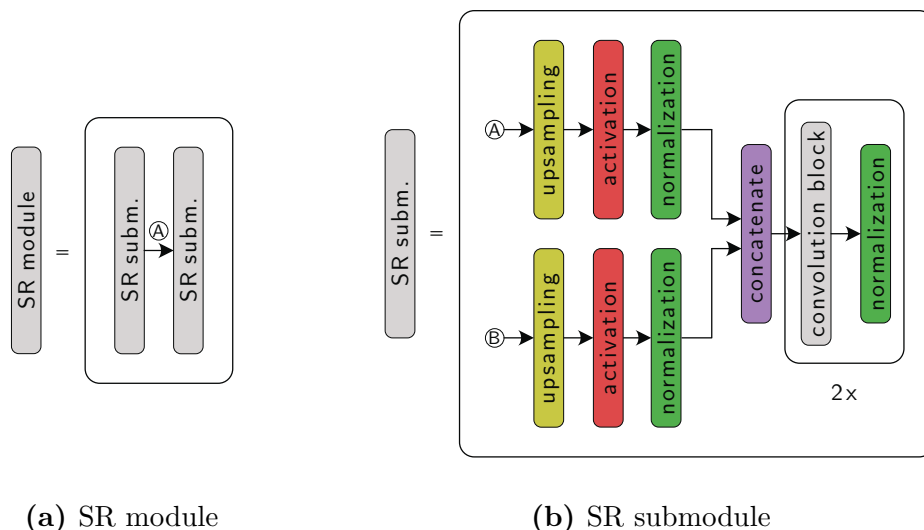 SR module
=
SR subm.
A
SR subm.
(a) SR module
SR subm.
=
A
upsampling
activation
normalization
B
upsampling
activation
normalization
concatenate
convolution block
normalization
2x
(b) SR submodule